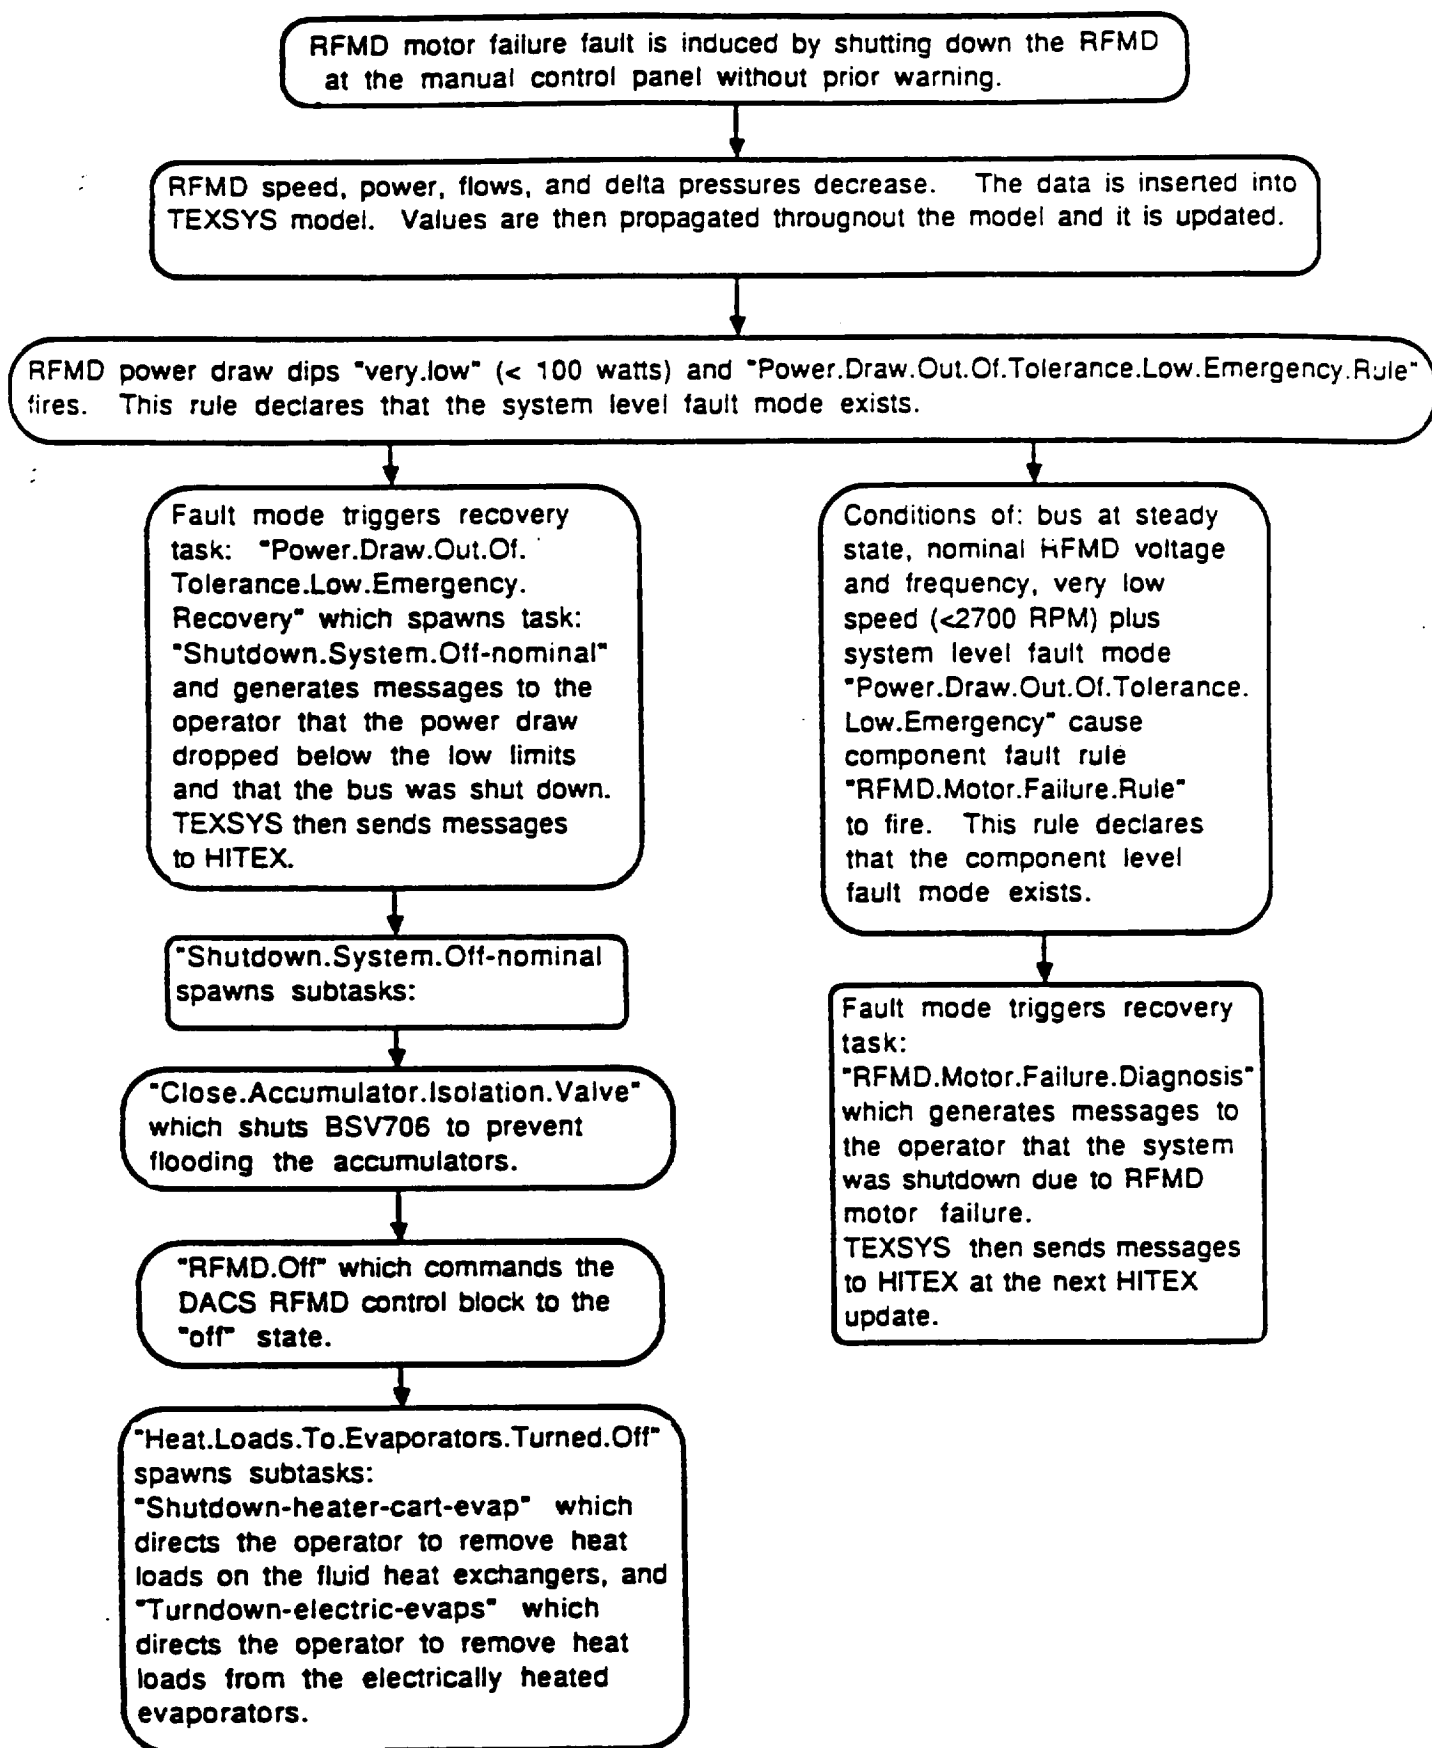 RFMD motor failure fault is induced by shutting down the RFMD
at the manual control panel without prior warning.
RFMD speed, power, flows, and delta pressures decrease. The data is inserted into
TEXSYS model. Values are then propagated througnout the model and it is updated.
RFMD power draw dips "very.low" (< 100 watts) and "Power.Draw.Out.Of.Tolerance.Low.Emergency.Rule"
fires. This rule declares that the system level fault mode exists.
Fault mode triggers recovery
task: "Power.Draw.Out.Of.
Tolerance.Low.Emergency.
Recovery" which spawns task:
"Shutdown.System.Off-nominal"
and generates messages to the
operator that the power draw
dropped below the low limits
and that the bus was shut down.
TEXSYS then sends messages
to HITEX.
"Shutdown.System.Off-nominal
spawns subtasks:
"Close.Accumulator.Isolation.Valve"
which shuts BSV706 to prevent
flooding the accumulators.
"RFMD.Off" which commands the
DACS RFMD control block to the
"off" state.
"Heat.Loads.To.Evaporators.Turned.Off"
spawns subtasks:
"Shutdown-heater-cart-evap" which
directs the operator to remove heat
loads on the fluid heat exchangers, and
"Turndown-electric-evaps" which
directs the operator to remove heat
loads from the electrically heated
evaporators.
Conditions of: bus at steady
state, nominal RFMD voltage
and frequency, very low
speed (<2700 RPM) plus
system level fault mode
"Power.Draw.Out.Of.Tolerance.
Low.Emergency" cause
component fault rule
"RFMD.Motor.Failure.Rule"
to fire. This rule declares
that the component level
fault mode exists.
Fault mode triggers recovery
task:
"RFMD.Motor.Failure.Diagnosis"
which generates messages to
the operator that the system
was shutdown due to RFMD
motor failure.
TEXSYS then sends messages
to HITEX at the next HITEX
update.